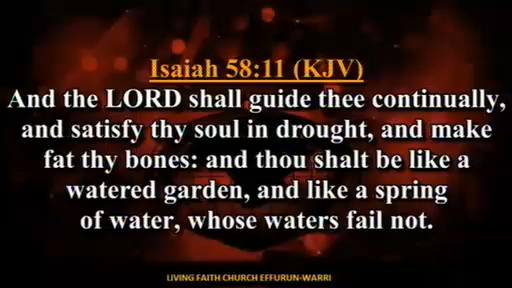 Isaiah 58:11 (KJV)
And the LORD shall guide thee continually,
and satisfy thy soul in drought, and make
fat thy bones: and thou shalt be like a
watered garden, and like a spring
of water, whose waters fail not.
LIVING FAITH CHURCH EFFURUN-WARRI